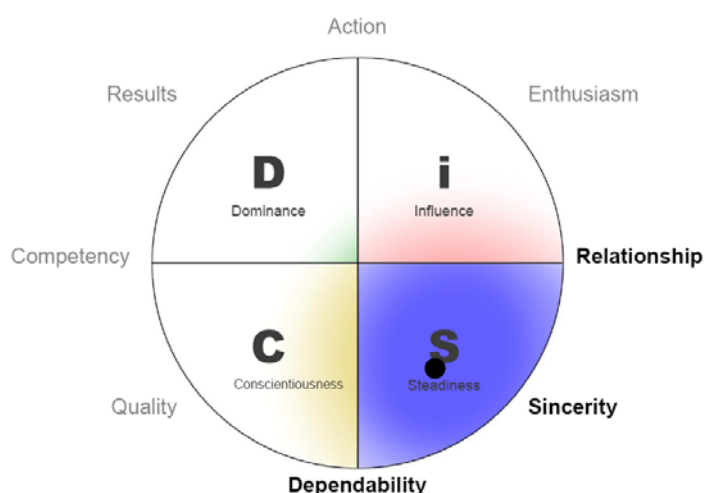 Action
Results
Enthusiasm
D
i
Dominance
Influence
Competency
Relationship
C
S
Conscientiousness
Steadiness
Quality
Sincerity
Dependability